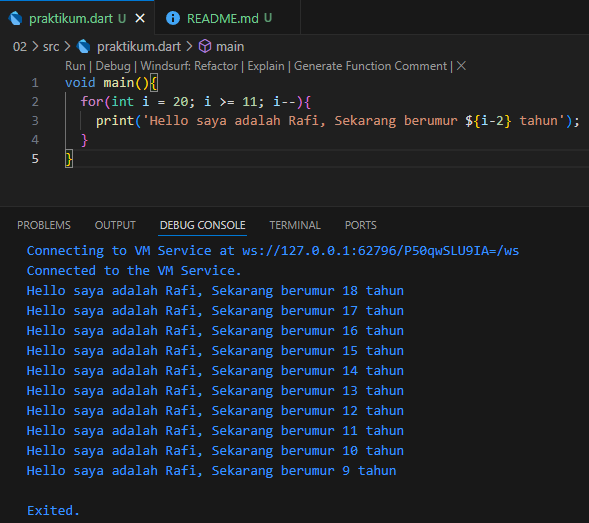 praktikum.dart U ✕ README.md U
02 > src > praktikum.dart > main
Run | Debug | Windsurf: Refactor | Explain | Generate Function Comment | ✕
1 void main(){
2 for(int i = 20; i >= 11; i--){
3 print('Hello saya adalah Rafi, Sekarang berumur ${i-2} tahun');
4 }
5 }
PROBLEMS OUTPUT DEBUG CONSOLE TERMINAL PORTS
Connecting to VM Service at ws://127.0.0.1:62796/P50qwSLU9IA=/ws
Connected to the VM Service.
Hello saya adalah Rafi, Sekarang berumur 18 tahun
Hello saya adalah Rafi, Sekarang berumur 17 tahun
Hello saya adalah Rafi, Sekarang berumur 16 tahun
Hello saya adalah Rafi, Sekarang berumur 15 tahun
Hello saya adalah Rafi, Sekarang berumur 14 tahun
Hello saya adalah Rafi, Sekarang berumur 13 tahun
Hello saya adalah Rafi, Sekarang berumur 12 tahun
Hello saya adalah Rafi, Sekarang berumur 11 tahun
Hello saya adalah Rafi, Sekarang berumur 10 tahun
Hello saya adalah Rafi, Sekarang berumur 9 tahun
Exited.